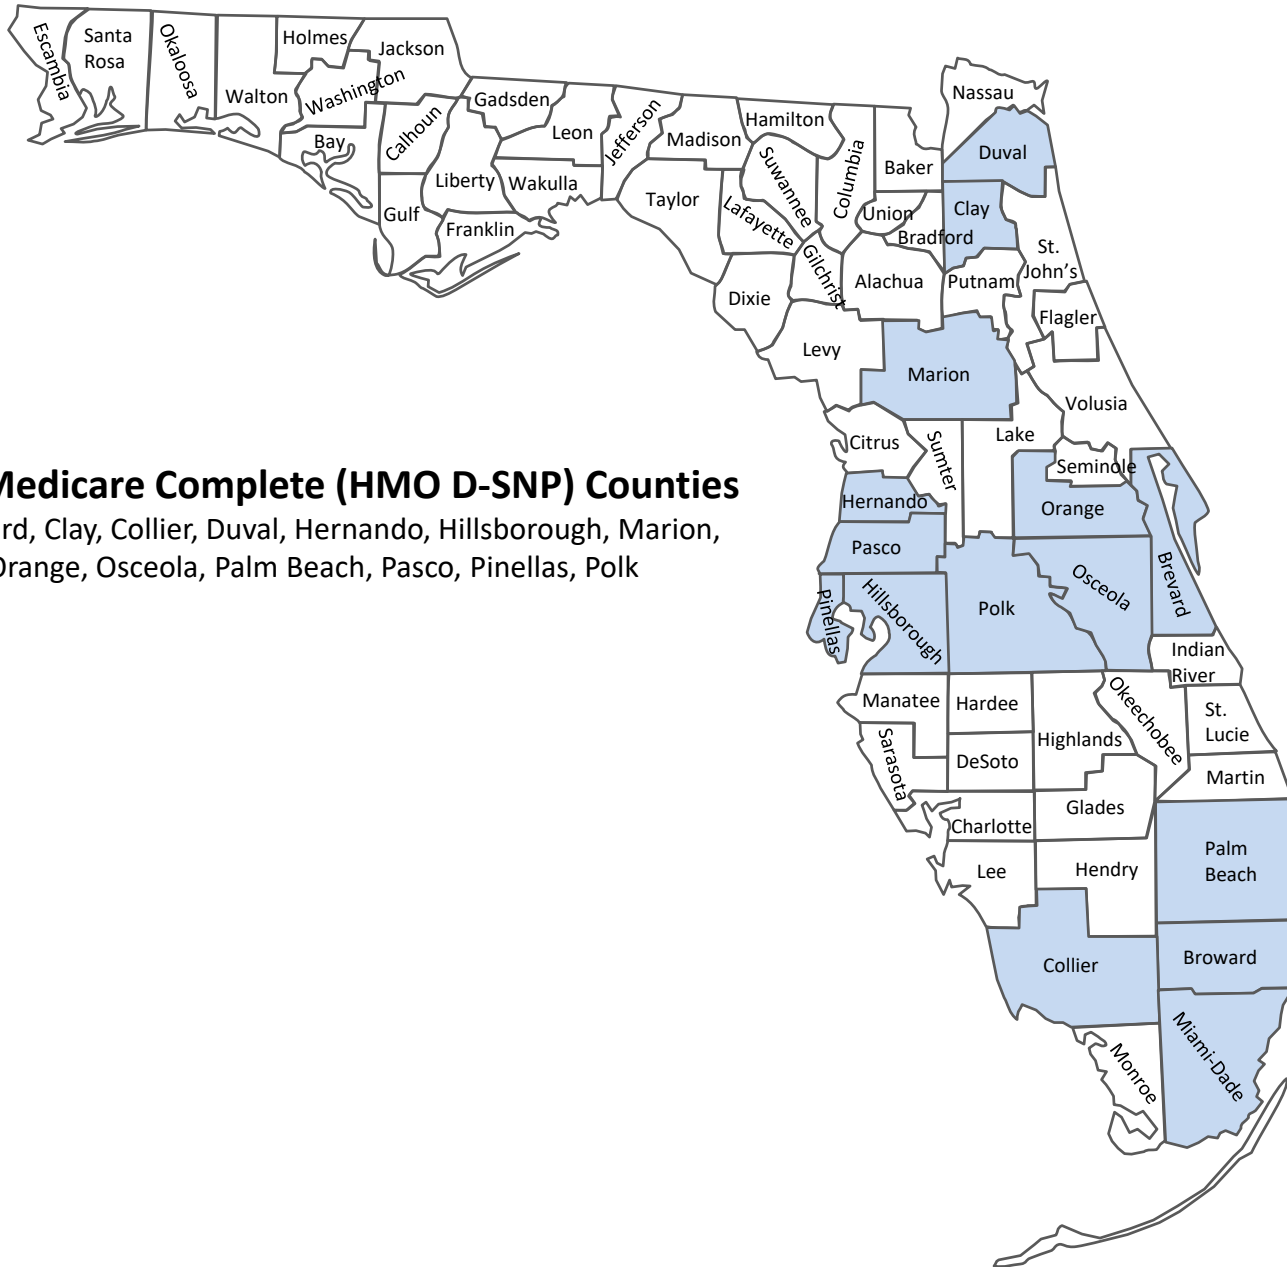 Escambia
Santa
Rosa
Okaloosa
Walton
Holmes
Washington
Jackson
Bay
Calhoun
Gulf
Liberty
Gadsden
Leon
Wakulla
Franklin
Jefferson
Madison
Taylor
Hamilton
Suwannee
Lafayette
Dixie
Columbia
Gilchrist
Baker
Union
Bradford
Alachua
Levy
Nassau
Duval
Clay
St.
John's
Putnam
Flagler
Marion
Volusia
Citrus
Sumter
Lake
Seminole
Medicare Complete (HMO D-SNP) Counties
rd, Clay, Collier, Duval, Hernando, Hillsborough, Marion,
Orange, Osceola, Palm Beach, Pasco, Pinellas, Polk
Hernando
Orange
Pasco
Pinellas
Hillsborough
Polk
Osceola
Brevard
Indian
River
Manatee
Hardee
Highlands
Okeechobee
St.
Lucie
Sarasota
DeSoto
Martin
Charlotte
Glades
Lee
Hendry
Palm
Beach
Collier
Broward
Monroe
Miami-Dade